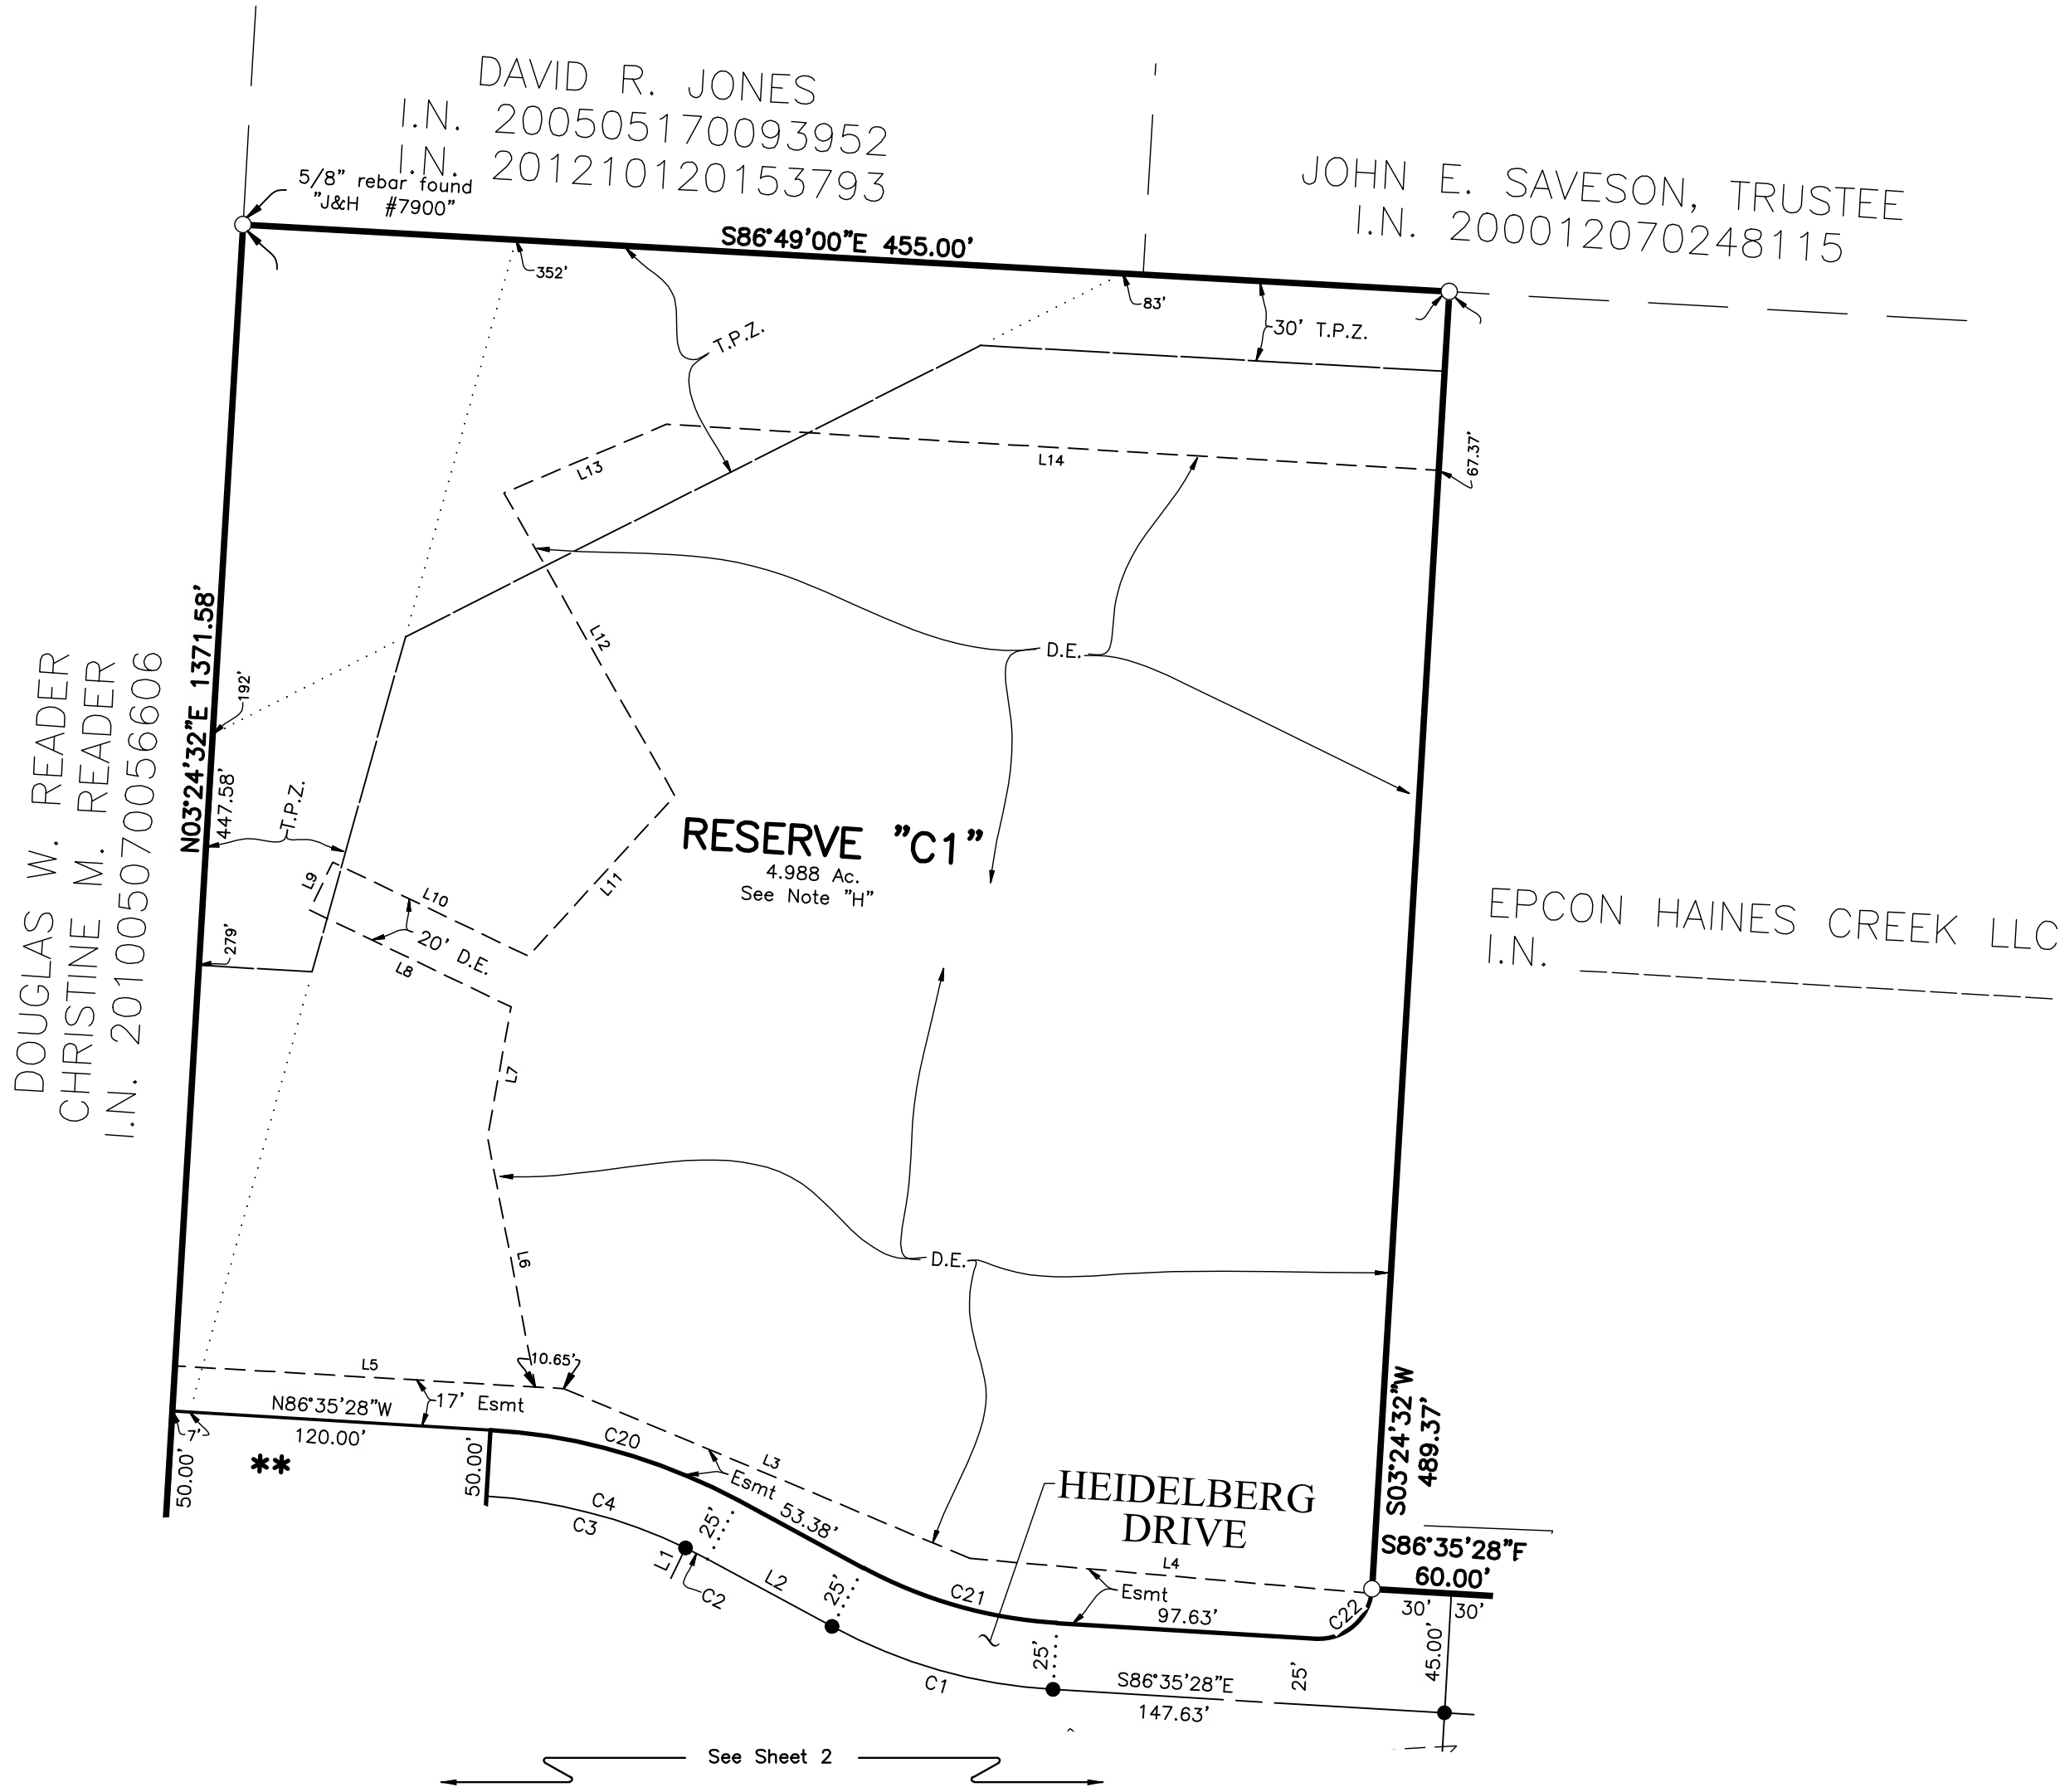 DAVID R. JONES
I.N. 200505170093952
I.N. 201210120153793
5/8" rebar found
"J&H #7900"
JOHN E. SAVESON, TRUSTEE
I.N. 200012070248115
S86°49'00"E 455.00'
352'
83'
30' T.P.Z.
T.P.Z.
L13
L14
67.37'
L12
D.E.
DOUGLAS W. READER
CHRISTINE M. READER
I.N. 201005070056606
N03°24'32"E 1371.58'
447.58'
192'
T.P.Z.
279'
L9
L10
20' D.E.
L8
L11
RESERVE "C1"
4.988 Ac.
See Note "H"
EPCON HAINES CREEK LLC
I.N.
L7
L6
D.E.
10.65'
L5
17' Esmt
N86°35'28"W
120.00'
7'
**
50.00'
50.00'
C20
L3
Esmt 53.38'
C4
C3
25'
L1
C2
L2
25'
C21
HEIDELBERG
DRIVE
L4
Esmt
97.63'
C22
S03°24'32"W
489.37'
S86°35'28"E
60.00'
30'
30'
45.00'
25'
25'
C1
S86°35'28"E
147.63'
See Sheet 2